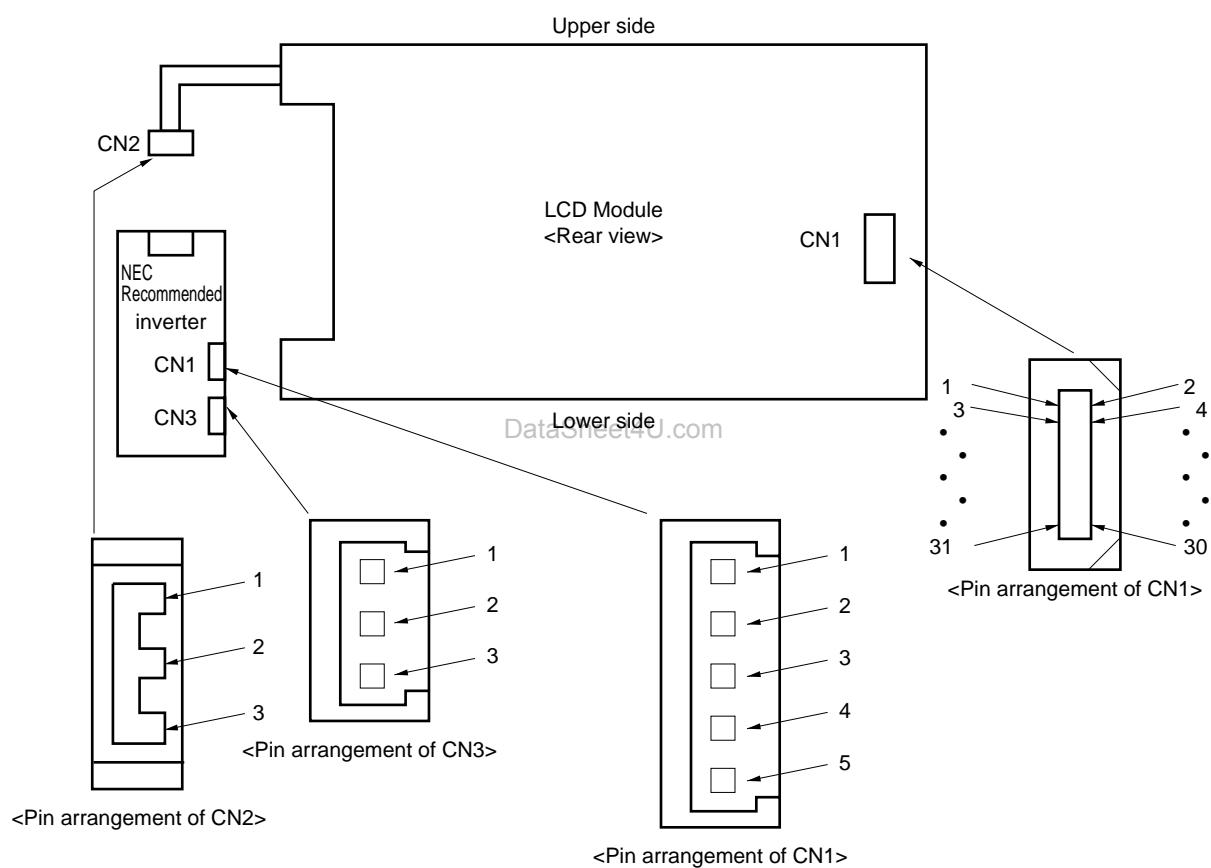 Upper side
CN2
LCD Module
<Rear view>
CN1
NEC
Recommended
inverter
CN1
CN3
Lower side
DataSheet4U.com
1 2
3 4
31 30
<Pin arrangement of CN1>
1
2
3
<Pin arrangement of CN2>
1
2
3
<Pin arrangement of CN3>
1
2
3
4
5
<Pin arrangement of CN1>